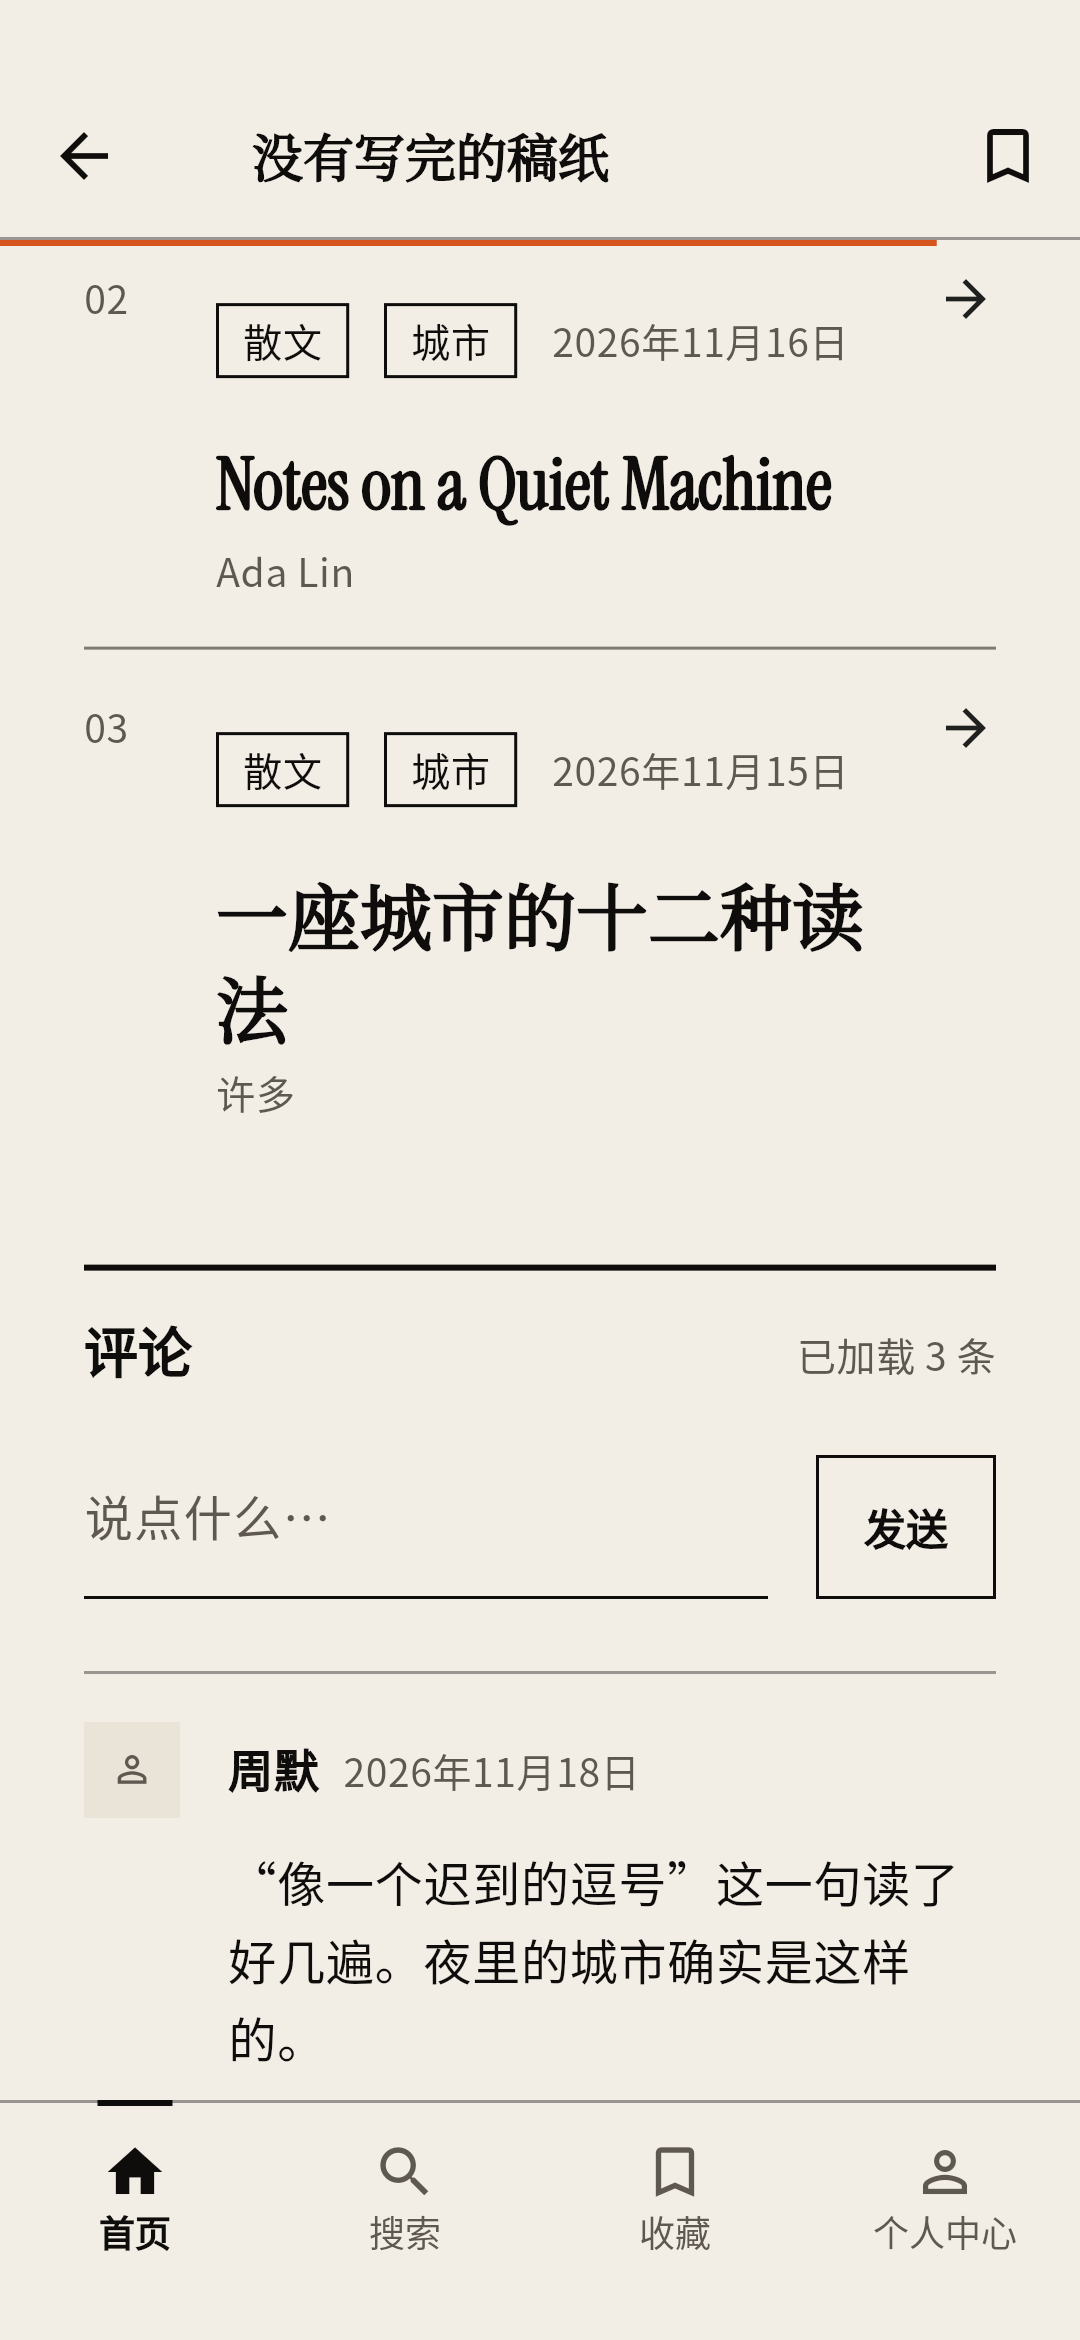 没有写完的稿纸
02
散文 城市 2026年11月16日
Notes on a Quiet Machine
Ada Lin
03
散文 城市 2026年11月15日
一座城市的十二种读
法
许多
评论 已加载 3 条
说点什么…
发送
周默 2026年11月18日
“像一个迟到的逗号”这一句读了
好几遍。夜里的城市确实是这样
的。
首页 搜索 收藏 个人中心